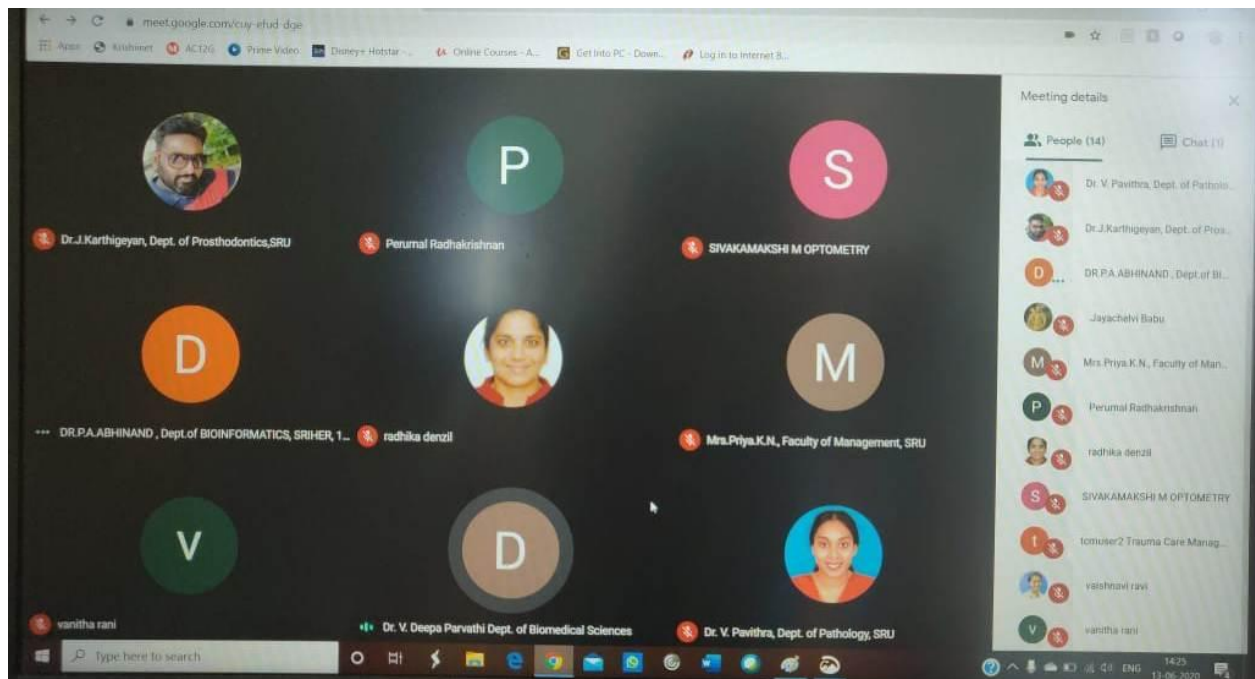 meet.google.com/cuy-efud-dge
Apps Krishinet AC12G Prime Video Disney+ Hotstar -... Online Courses - A... Get Into PC - Down... Log in to Internet B...
Meeting details
People (14) Chat (1)
P
S
Dr.J.Karthigeyan, Dept. of Prosthodontics,SRU
Perumal Radhakrishnan
SIVAKAMAKSHI M OPTOMETRY
D
M
DR.P.A.ABHINAND , Dept.of BIOINFORMATICS, SRIHER, 1...
radhika denzil
Mrs.Priya.K.N., Faculty of Management, SRU
V
D
vanitha rani
Dr. V. Deepa Parvathi Dept. of Biomedical Sciences
Dr. V. Pavithra, Dept. of Pathology, SRU
Dr. V. Pavithra, Dept. of Patholo...
Dr.J.Karthigeyan, Dept. of Pros...
D DR.P.A.ABHINAND , Dept.of BI...
Jayachelvi Babu
M Mrs.Priya.K.N., Faculty of Man...
P Perumal Radhakrishnan
radhika denzil
S SIVAKAMAKSHI M OPTOMETRY
t tcmuser2 Trauma Care Manag...
vaishnavi ravi
V vanitha rani
Type here to search
ENG
14:25
13-06-2020